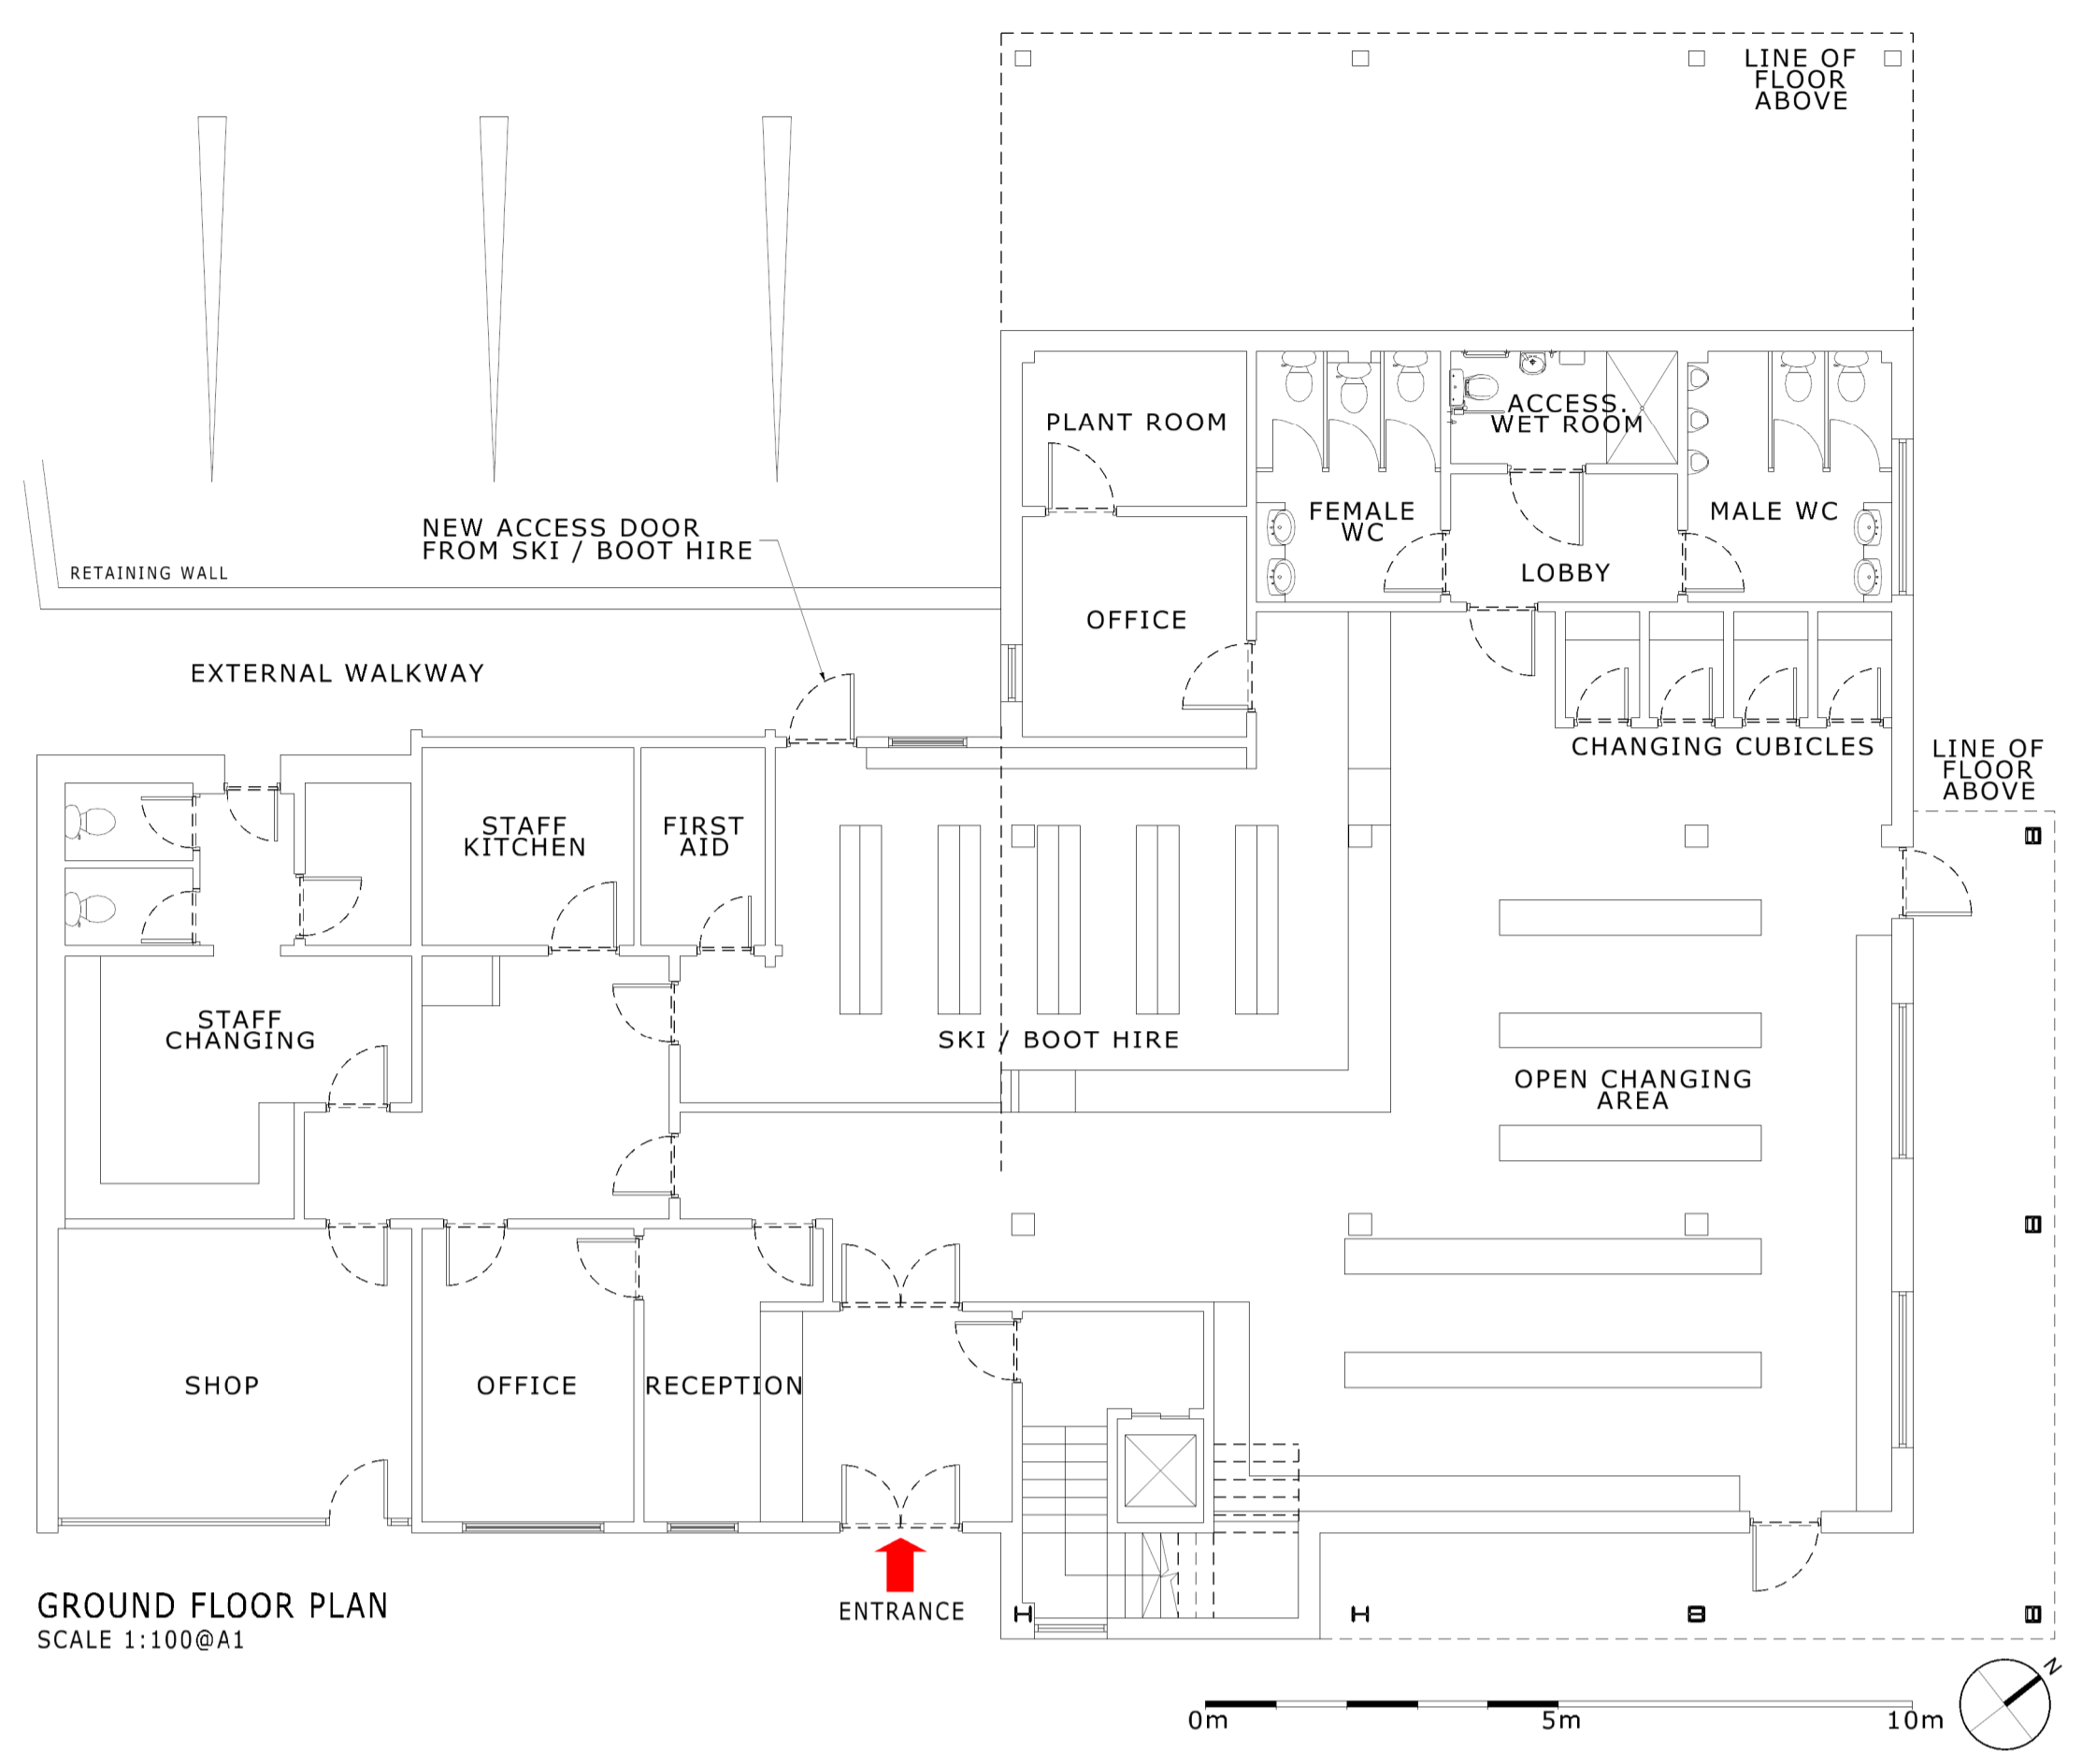 LINE OF
FLOOR
ABOVE
PLANT ROOM
ACCESS.
WET ROOM
FEMALE
WC
MALE WC
NEW ACCESS DOOR
FROM SKI / BOOT HIRE
RETAINING WALL
LOBBY
OFFICE
EXTERNAL WALKWAY
CHANGING CUBICLES
LINE OF
FLOOR
ABOVE
STAFF
KITCHEN
FIRST
AID
STAFF
CHANGING
SKI / BOOT HIRE
OPEN CHANGING
AREA
SHOP
OFFICE
RECEPTION
GROUND FLOOR PLAN
SCALE 1:100@A1
ENTRANCE
N
0m
5m
10m